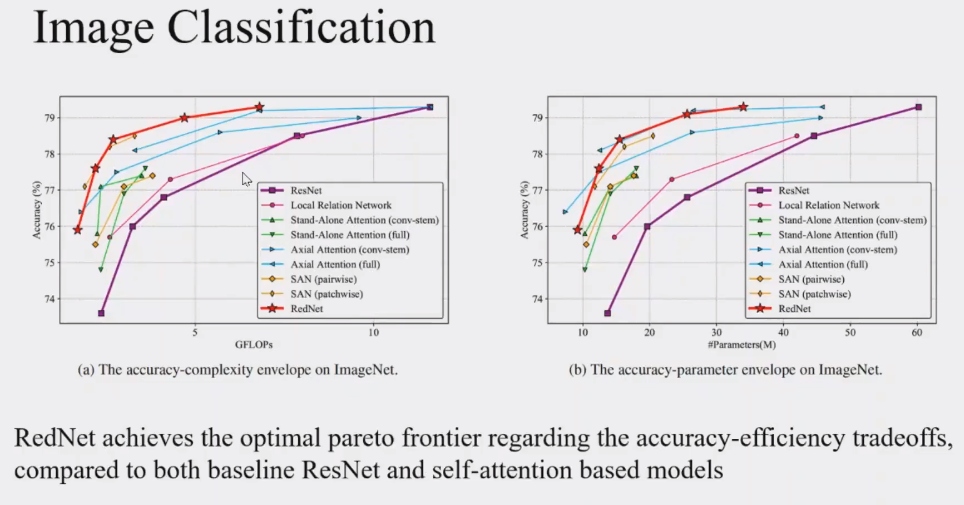 Image Classification
79
78
77
76
75
74
Accuracy (%)
5
10
GFLOPs
ResNet
Local Relation Network
Stand-Alone Attention (conv-stem)
Stand-Alone Attention (full)
Axial Attention (conv-stem)
Axial Attention (full)
SAN (pairwise)
SAN (patchwise)
RedNet
(a) The accuracy-complexity envelope on ImageNet.
79
78
77
76
75
74
Accuracy (%)
10
20
30
40
50
60
#Parameters(M)
ResNet
Local Relation Network
Stand-Alone Attention (conv-stem)
Stand-Alone Attention (full)
Axial Attention (conv-stem)
Axial Attention (full)
SAN (pairwise)
SAN (patchwise)
RedNet
(b) The accuracy-parameter envelope on ImageNet.
RedNet achieves the optimal pareto frontier regarding the accuracy-efficiency tradeoffs,
compared to both baseline ResNet and self-attention based models